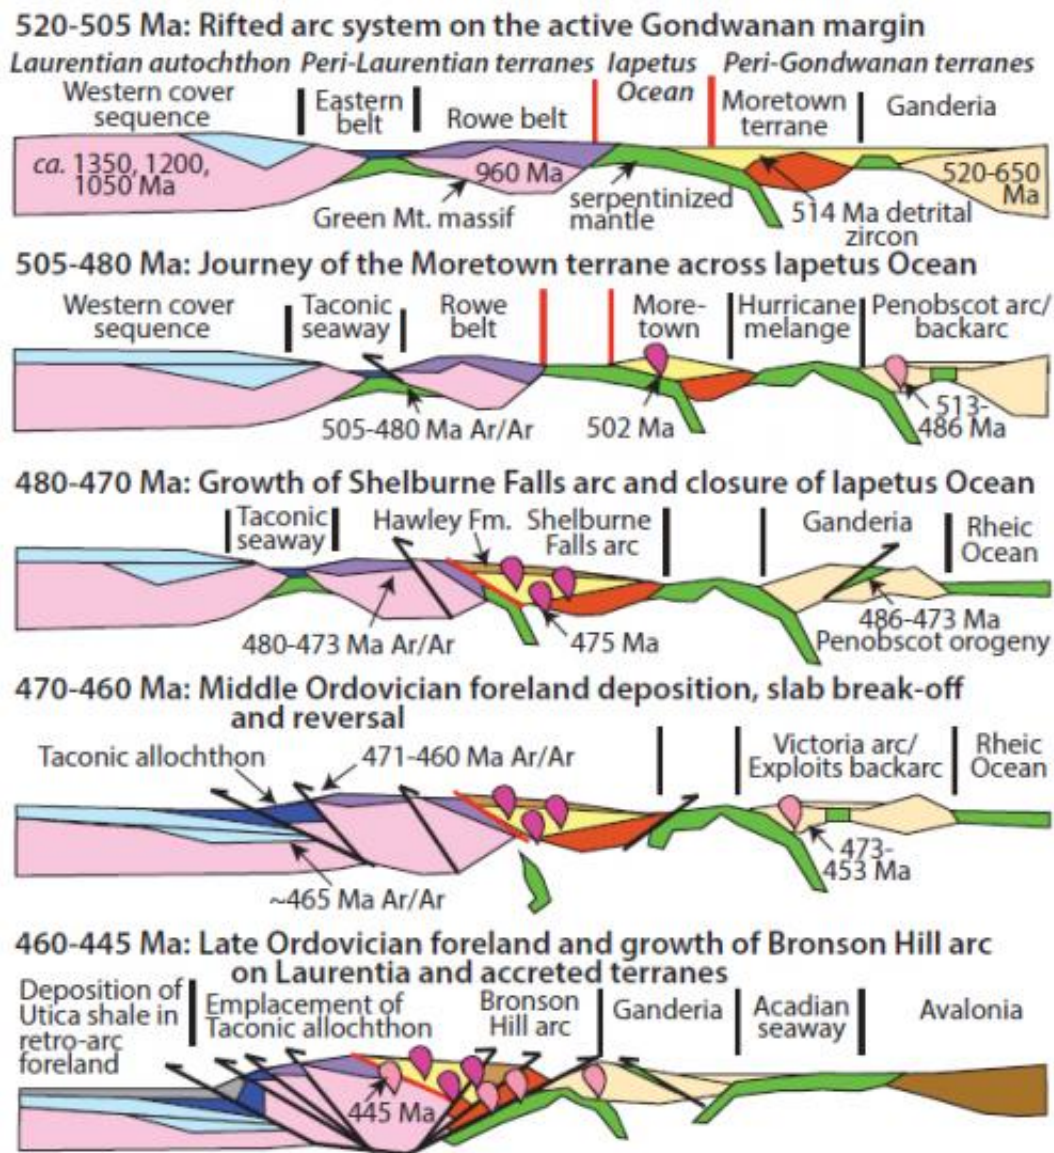 520-505 Ma: Rifted arc system on the active Gondwanan margin
Laurentian autochthon Peri-Laurentian terranes Iapetus Peri-Gondwanan terranes
Ocean
Western cover
sequence
Eastern
belt
Rowe belt
Moretown
terrane
Ganderia
ca. 1350, 1200,
1050 Ma
960 Ma
520-650
Ma
Green Mt. massif
serpentinized
mantle
514 Ma detrital
zircon
505-480 Ma: Journey of the Moretown terrane across Iapetus Ocean
Western cover
sequence
Taconic
seaway
Rowe
belt
More-
town
Hurricane
melange
Penobscot arc/
backarc
505-480 Ma Ar/Ar
502 Ma
513-
486 Ma
480-470 Ma: Growth of Shelburne Falls arc and closure of Iapetus Ocean
Taconic
seaway
Hawley Fm.
Shelburne
Falls arc
Ganderia
Rheic
Ocean
480-473 Ma Ar/Ar
475 Ma
486-473 Ma
Penobscot orogeny
470-460 Ma: Middle Ordovician foreland deposition, slab break-off
and reversal
Taconic allochthon
471-460 Ma Ar/Ar
Victoria arc/
Exploits backarc
Rheic
Ocean
~465 Ma Ar/Ar
473-
453 Ma
460-445 Ma: Late Ordovician foreland and growth of Bronson Hill arc
on Laurentia and accreted terranes
Deposition of
Utica shale in
retro-arc
foreland
Emplacement of
Taconic allochthon
Bronson
Hill arc
Ganderia
Acadian
seaway
Avalonia
445 Ma